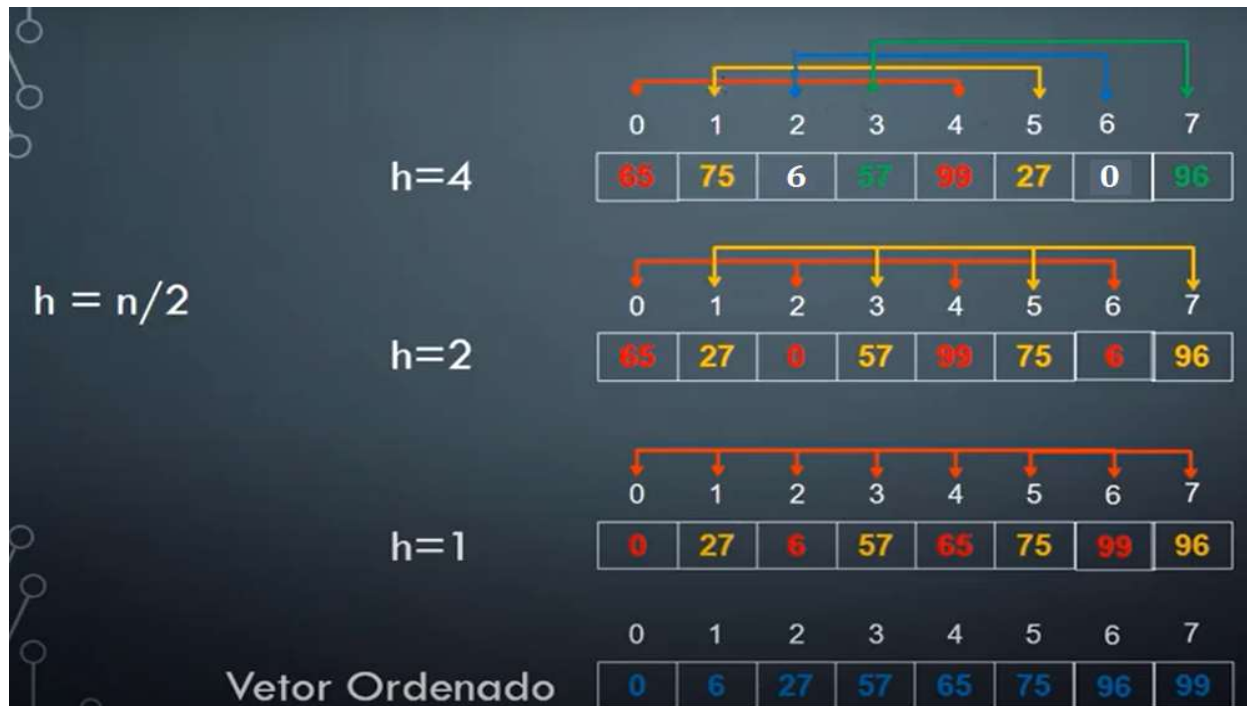 0 1 2 3 4 5 6 7
h=4 65 75 6 57 99 27 0 96
h = n/2
0 1 2 3 4 5 6 7
h=2 65 27 0 57 99 75 6 96
0 1 2 3 4 5 6 7
h=1 0 27 6 57 65 75 99 96
0 1 2 3 4 5 6 7
Vetor Ordenado 0 6 27 57 65 75 96 99